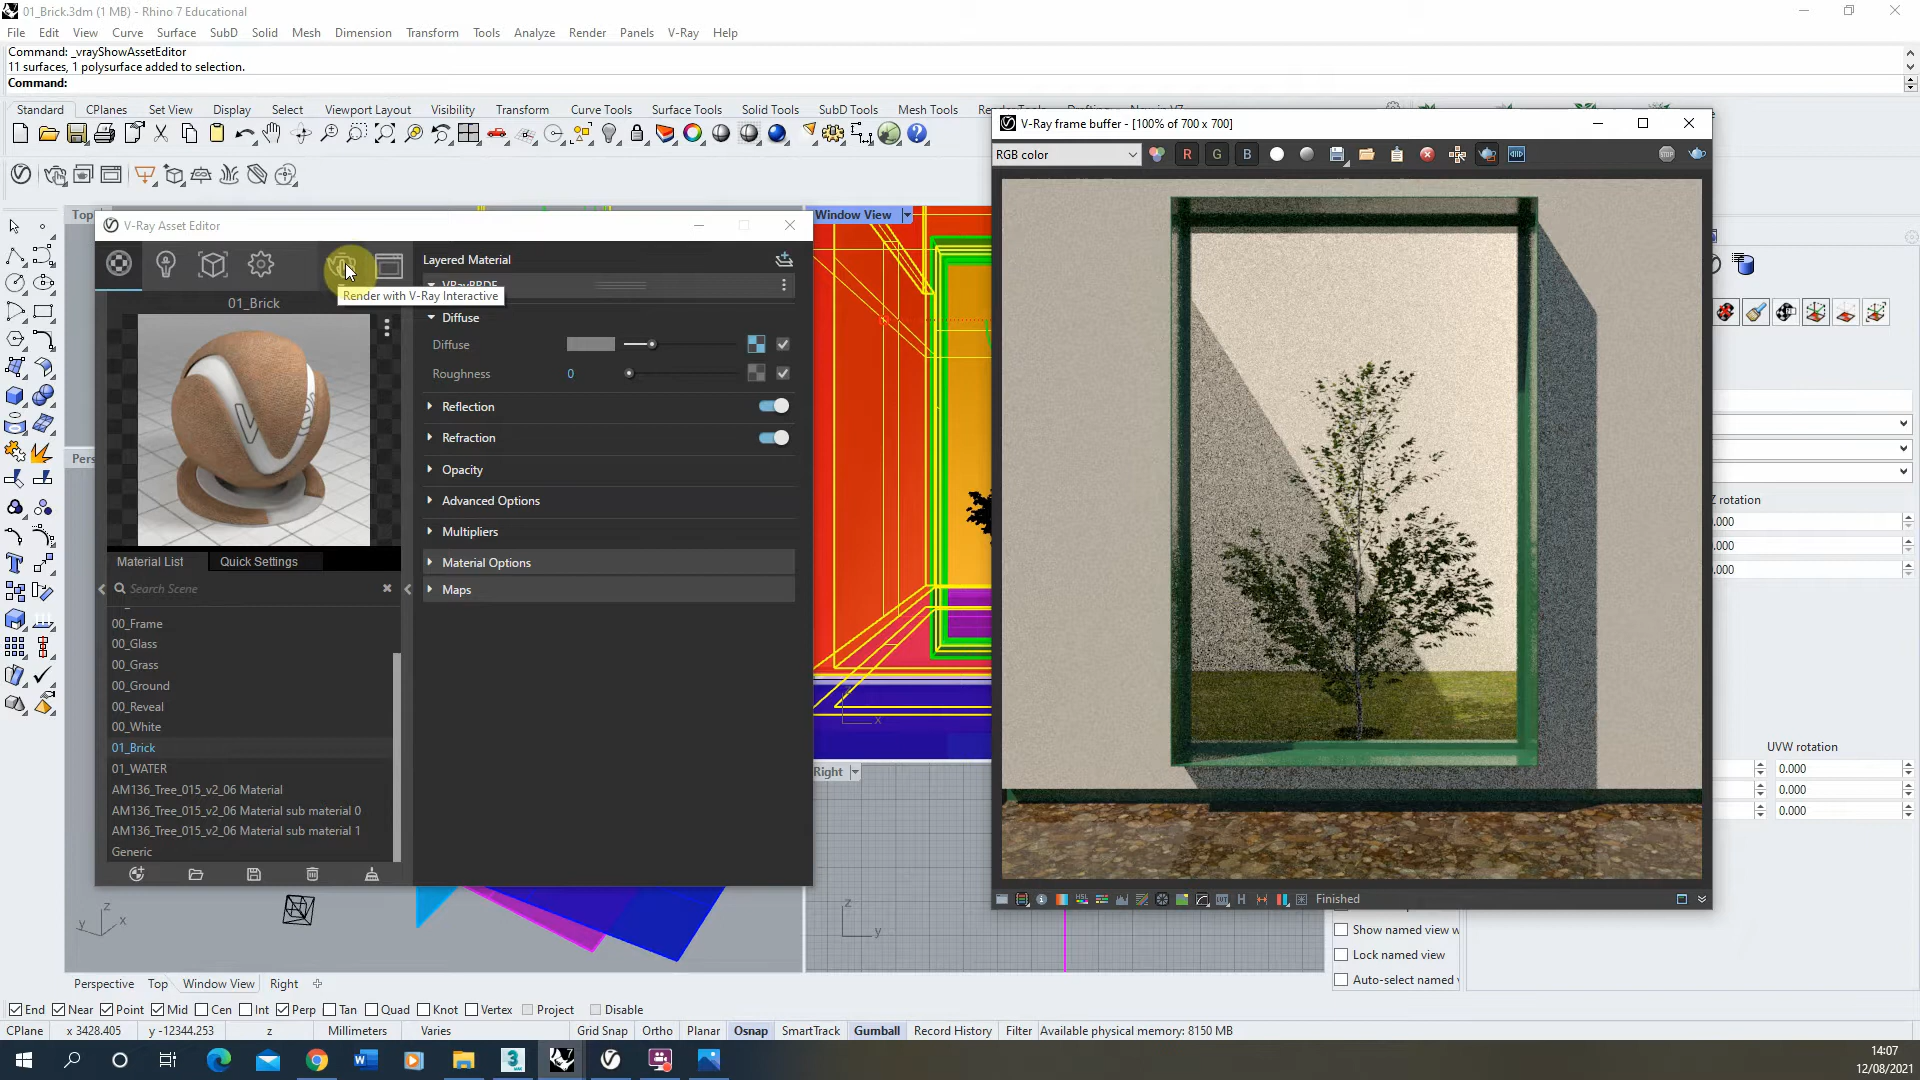 01_Brick.3dm (1 MB) - Rhino 7 Educational
File Edit View Curve Surface SubD Solid Mesh Dimension Transform Tools Analyze Render Panels V-Ray Help
Command: _vrayShowAssetEditor
11 surfaces, 1 polysurface added to selection.
Command:
Standard CPlanes Set View Display Select Viewport Layout Visibility Transform Curve Tools Surface Tools Solid Tools SubD Tools Mesh Tools
V-Ray frame buffer - [100% of 700 x 700]
RGB color
R G B
STOP
Top
V-Ray Asset Editor
Window View
Layered Material
01_Brick
Render with V-Ray Interactive
Diffuse
Diffuse
Roughness 0
Reflection
Refraction
Opacity
Advanced Options
Multipliers
Material Options
Maps
Pers
Material List Quick Settings
Search Scene
00_Frame
00_Glass
00_Grass
00_Ground
00_Reveal
00_White
01_Brick
01_WATER
AM136_Tree_015_v2_06 Material
AM136_Tree_015_v2_06 Material sub material 0
AM136_Tree_015_v2_06 Material sub material 1
Generic
x
Right
z
y
z
x
y
Z rotation
.000
.000
.000
UVW rotation
0.000
0.000
0.000
Finished
Show named view w
Lock named view
Auto-select named
Perspective Top Window View Right
End Near Point Mid Cen Int Perp Tan Quad Knot Vertex Project Disable
CPlane x 3428.405 y -12344.253 z Millimeters Varies Grid Snap Ortho Planar Osnap SmartTrack Gumball Record History Filter Available physical memory: 8150 MB
14:07
12/08/2021